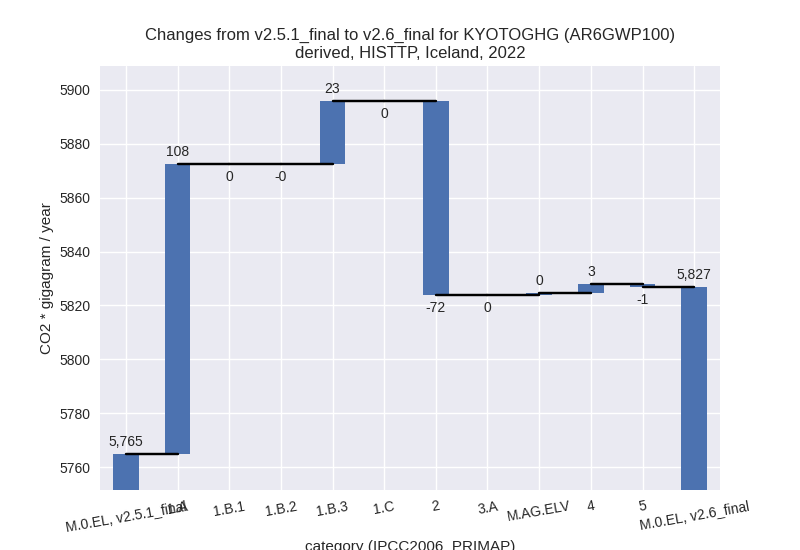 Changes from v2.5.1_final to v2.6_final for KYOTOGHG (AR6GWP100)
derived, HISTTP, Iceland, 2022
CO2 * gigagram / year
5900
5880
5860
5840
5820
5800
5780
5760
5,765
108
0
-0
23
0
-72
0
0
3
-1
5,827
M.0.EL, v2.5.1_final
1.A
1.B.1
1.B.2
1.B.3
1.C
2
3.A
M.AG.ELV
4
5
M.0.EL, v2.6_final
category (IPCC2006_PRIMAP)